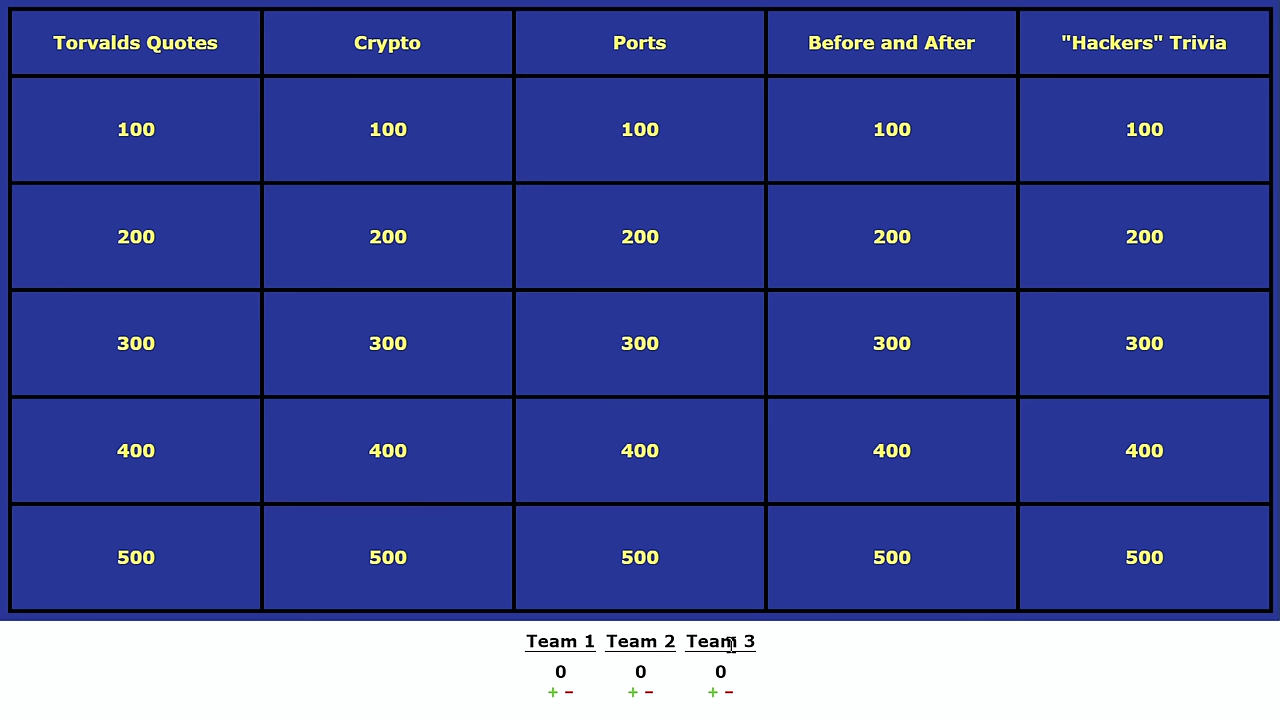 Torvalds Quotes Crypto Ports Before and After "Hackers" Trivia
100 100 100 100 100
200 200 200 200 200
300 300 300 300 300
400 400 400 400 400
500 500 500 500 500
Team 1 Team 2 Team 3
0 0 0
+ − + − + −